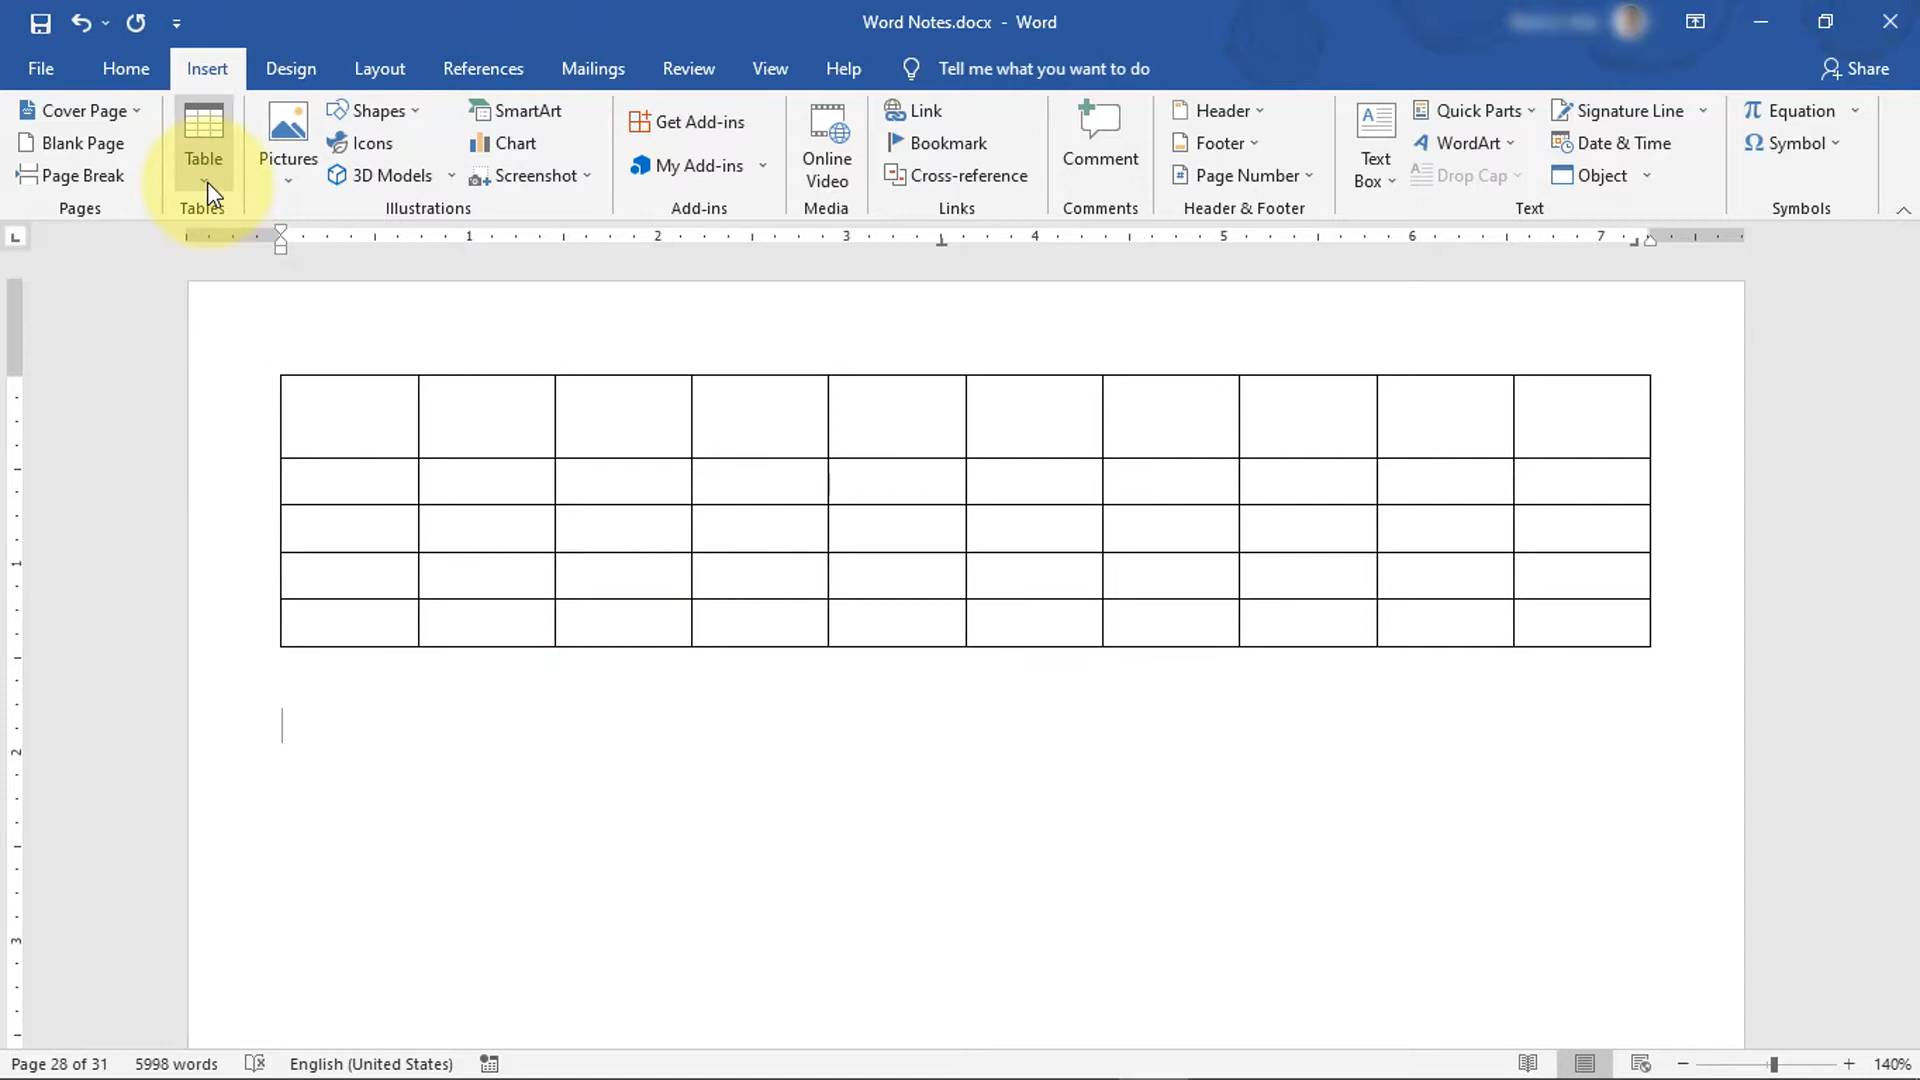 Word Notes.docx - Word
File Home Insert Design Layout References Mailings Review View Help Tell me what you want to do Share
Cover Page
Blank Page
Page Break
Pages
Table
Tables
Pictures
Shapes
Icons
3D Models
SmartArt
Chart
Screenshot
Illustrations
Get Add-ins
My Add-ins
Add-ins
Online
Video
Media
Link
Bookmark
Cross-reference
Links
Comment
Comments
Header
Footer
Page Number
Header & Footer
Text
Box
Quick Parts
WordArt
Drop Cap
Signature Line
Date & Time
Object
Text
Equation
Symbol
Symbols
L
1 2 3 4 5 6 7
1
2
3
Page 28 of 31 5998 words English (United States) 140%